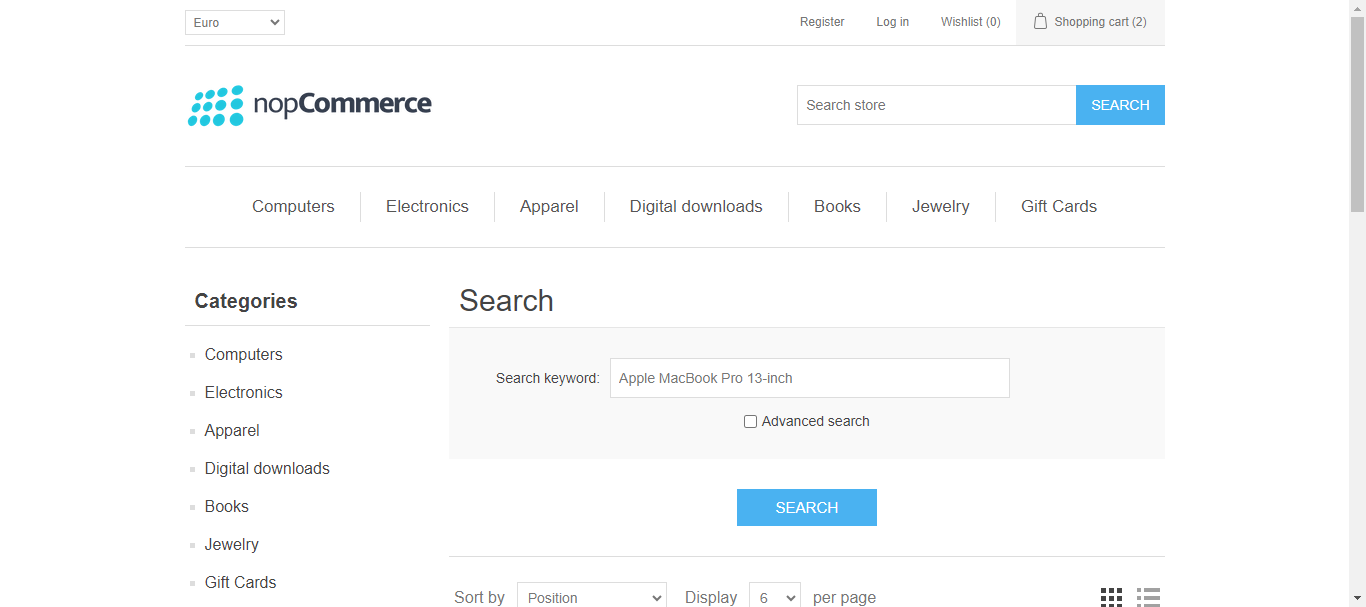 Euro
Register Log in Wishlist (0) Shopping cart (2)
nopCommerce
Search store SEARCH
Computers Electronics Apparel Digital downloads Books Jewelry Gift Cards
Categories
Computers
Electronics
Apparel
Digital downloads
Books
Jewelry
Gift Cards
Search
Search keyword: Apple MacBook Pro 13-inch
Advanced search
SEARCH
Sort by Position Display 6 per page